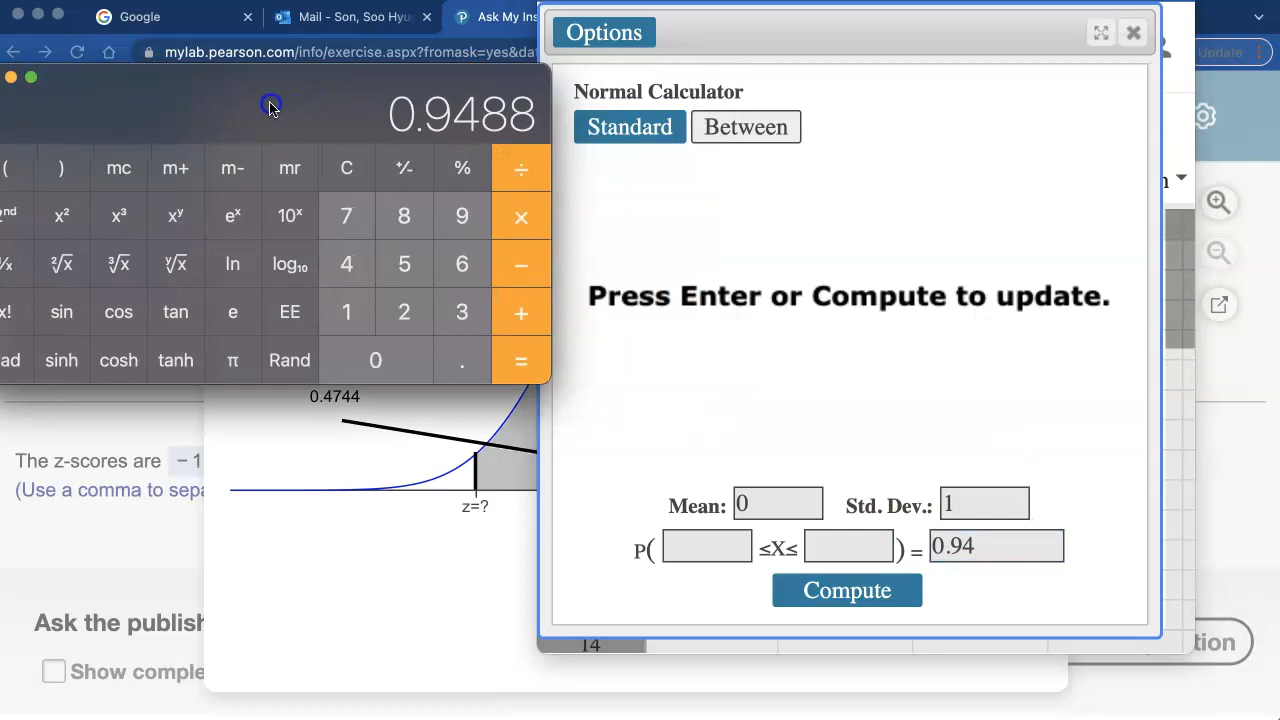 Google
Mail - Son, Soo Hyu
Ask My Ins
mylab.pearson.com/info/exercise.aspx?fromask=yes&da
Update
Options
Normal Calculator
Standard
Between
0.9488
( ) mc m+ m- mr C +⁄- % ÷
2nd x² x³ xʸ eˣ 10ˣ 7 8 9 ×
⅟x ²√x ³√x ʸ√x ln log₁₀ 4 5 6 −
x! sin cos tan e EE 1 2 3 +
ad sinh cosh tanh π Rand 0 . =
Press Enter or Compute to update.
0.4744
The z-scores are − 1
(Use a comma to sepa
z=?
Mean: 0 Std. Dev.: 1
P( ≤X≤ ) = 0.94
Compute
Ask the publish
14
tion
Show comple